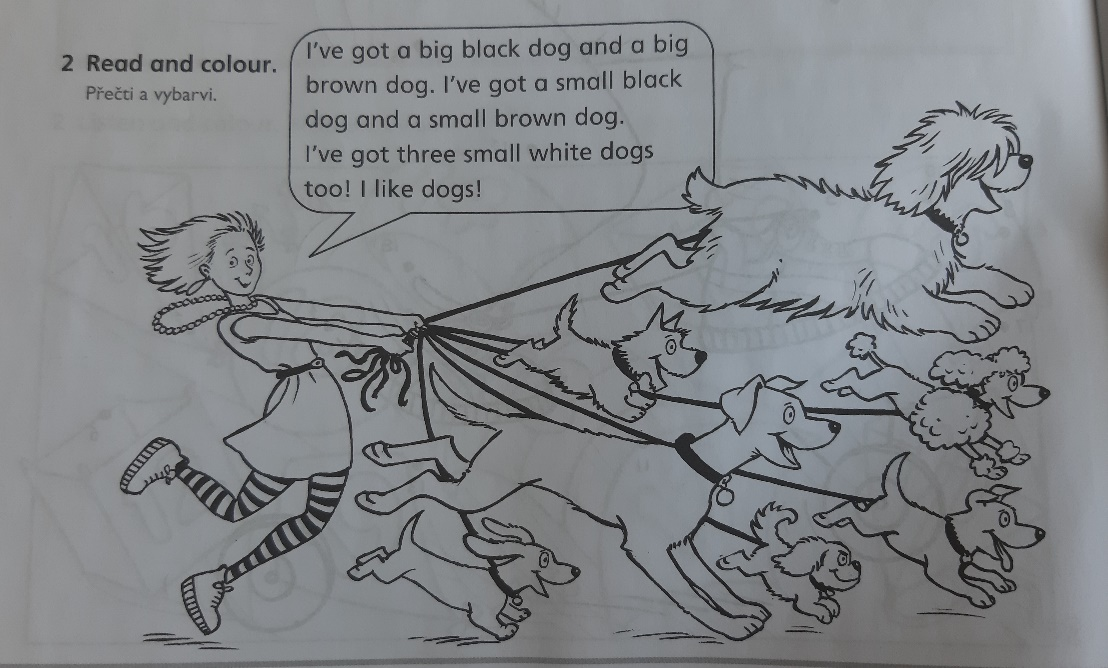 2 Read and colour.
Přečti a vybarvi.
I've got a big black dog and a big
brown dog. I've got a small black
dog and a small brown dog.
I've got three small white dogs
too! I like dogs!